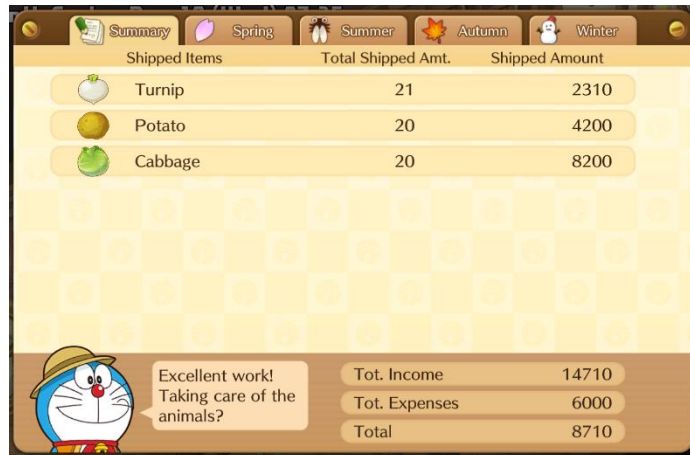 Summary Spring Summer Autumn Winter
Shipped Items Total Shipped Amt. Shipped Amount
Turnip 21 2310
Potato 20 4200
Cabbage 20 8200
Excellent work!
Taking care of the
animals?
Tot. Income 14710
Tot. Expenses 6000
Total 8710